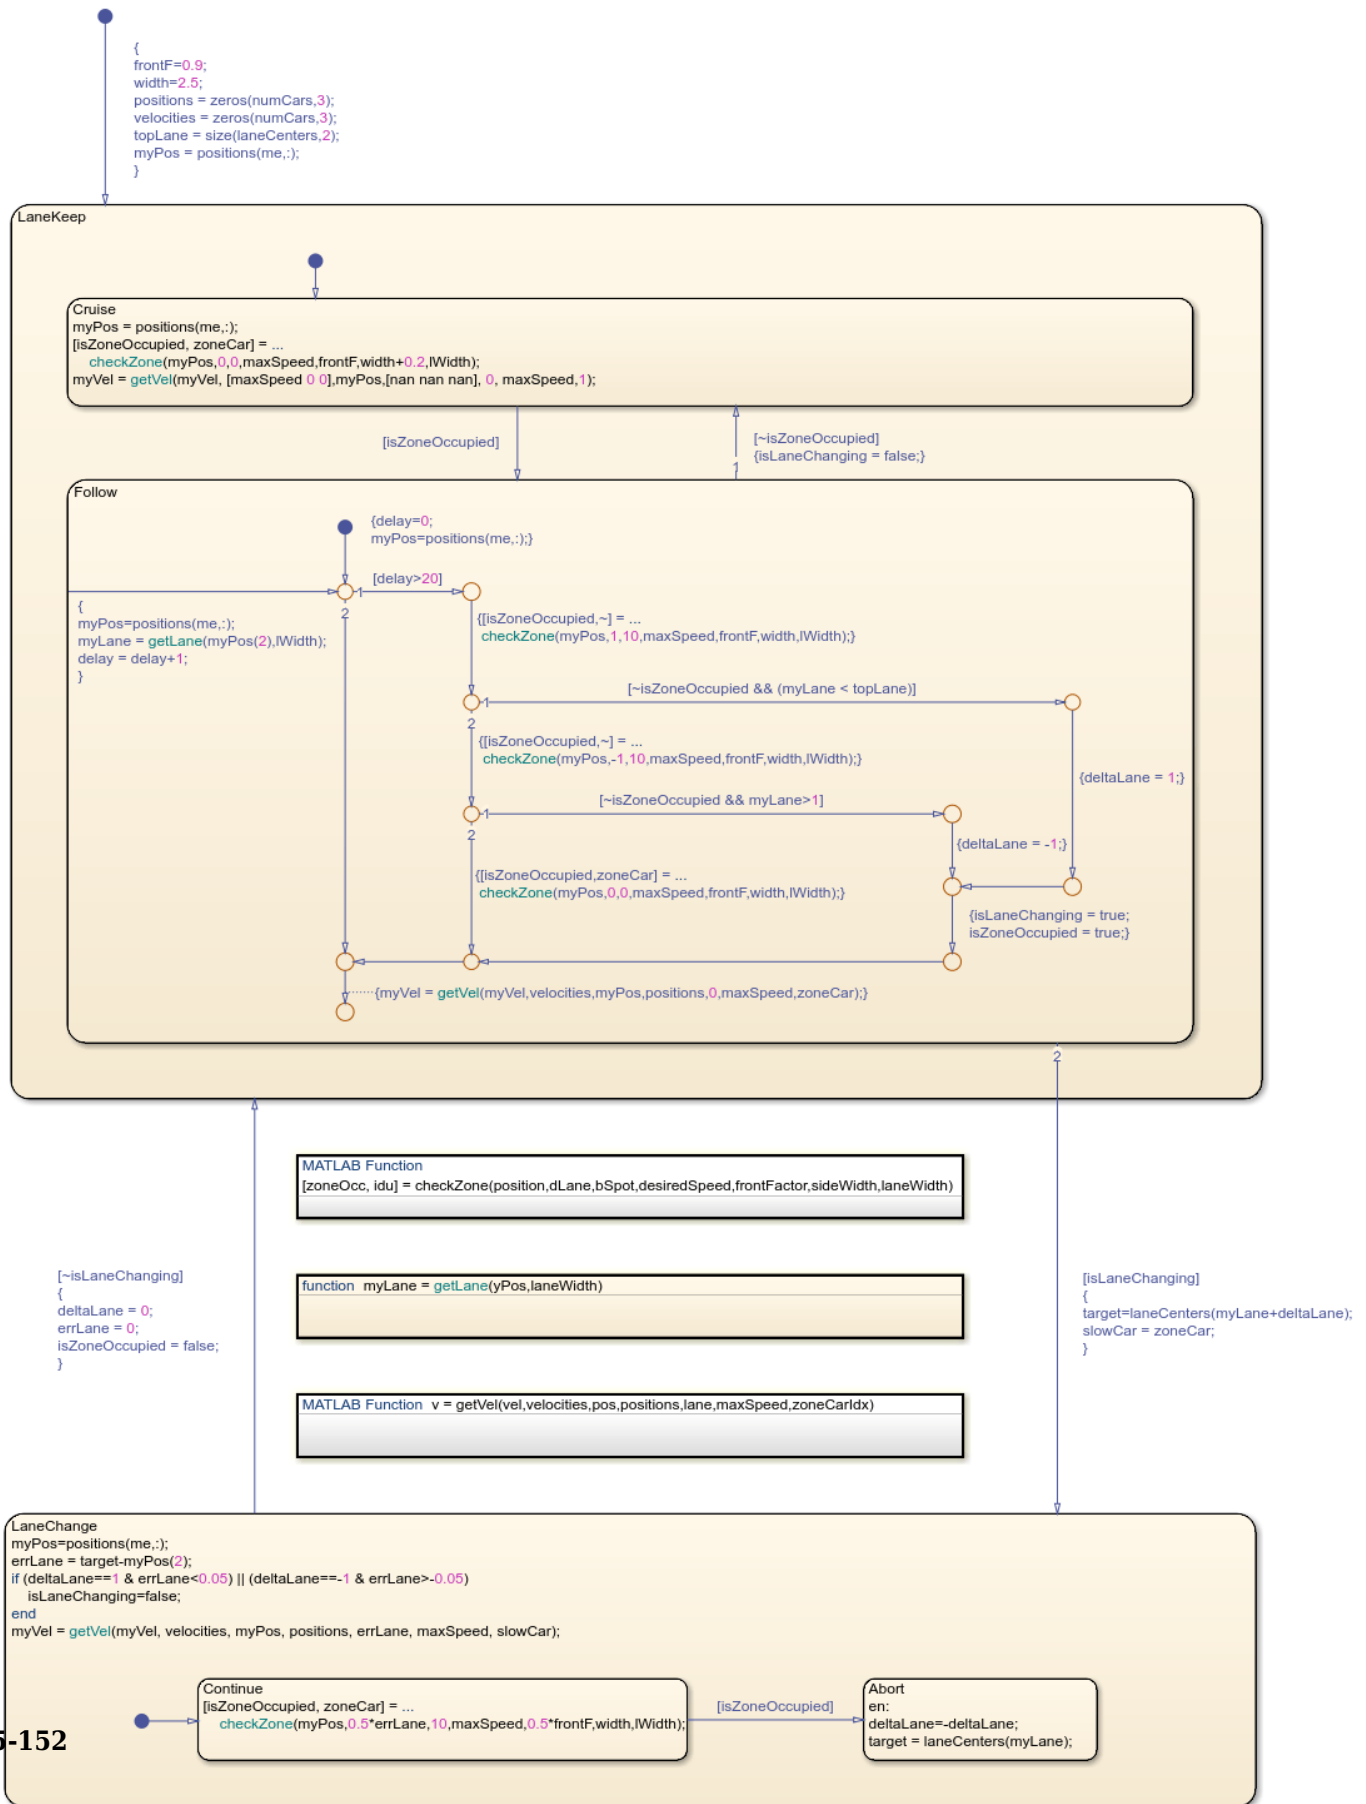 {
frontF=0.9;
width=2.5;
positions = zeros(numCars,3);
velocities = zeros(numCars,3);
topLane = size(laneCenters,2);
myPos = positions(me,:);
}
LaneKeep
Cruise
myPos = positions(me,:);
[isZoneOccupied, zoneCar] = ...
checkZone(myPos,0,0,maxSpeed,frontF,width+0.2,lWidth);
myVel = getVel(myVel, [maxSpeed 0 0],myPos,[nan nan nan], 0, maxSpeed,1);
[isZoneOccupied]
[~isZoneOccupied]
{isLaneChanging = false;}
1
Follow
{delay=0;
myPos=positions(me,:);}
[delay>20]
1
2
{
myPos=positions(me,:);
myLane = getLane(myPos(2),lWidth);
delay = delay+1;
}
{[isZoneOccupied,~] = ...
checkZone(myPos,1,10,maxSpeed,frontF,width,lWidth);}
[~isZoneOccupied && (myLane < topLane)]
1
2
{[isZoneOccupied,~] = ...
checkZone(myPos,-1,10,maxSpeed,frontF,width,lWidth);}
{deltaLane = 1;}
[~isZoneOccupied && myLane>1]
1
2
{deltaLane = -1;}
{[isZoneOccupied,zoneCar] = ...
checkZone(myPos,0,0,maxSpeed,frontF,width,lWidth);}
{isLaneChanging = true;
isZoneOccupied = true;}
{myVel = getVel(myVel,velocities,myPos,positions,0,maxSpeed,zoneCar);}
2
MATLAB Function
[zoneOcc, idu] = checkZone(position,dLane,bSpot,desiredSpeed,frontFactor,sideWidth,laneWidth)
[~isLaneChanging]
{
deltaLane = 0;
errLane = 0;
isZoneOccupied = false;
}
function myLane = getLane(yPos,laneWidth)
[isLaneChanging]
{
target=laneCenters(myLane+deltaLane);
slowCar = zoneCar;
}
MATLAB Function v = getVel(vel,velocities,pos,positions,lane,maxSpeed,zoneCarIdx)
LaneChange
myPos=positions(me,:);
errLane = target-myPos(2);
if (deltaLane==1 & errLane<0.05) || (deltaLane==-1 & errLane>-0.05)
isLaneChanging=false;
end
myVel = getVel(myVel, velocities, myPos, positions, errLane, maxSpeed, slowCar);
Continue
[isZoneOccupied, zoneCar] = ...
checkZone(myPos,0.5*errLane,10,maxSpeed,0.5*frontF,width,lWidth);
[isZoneOccupied]
Abort
en:
deltaLane=-deltaLane;
target = laneCenters(myLane);
-152